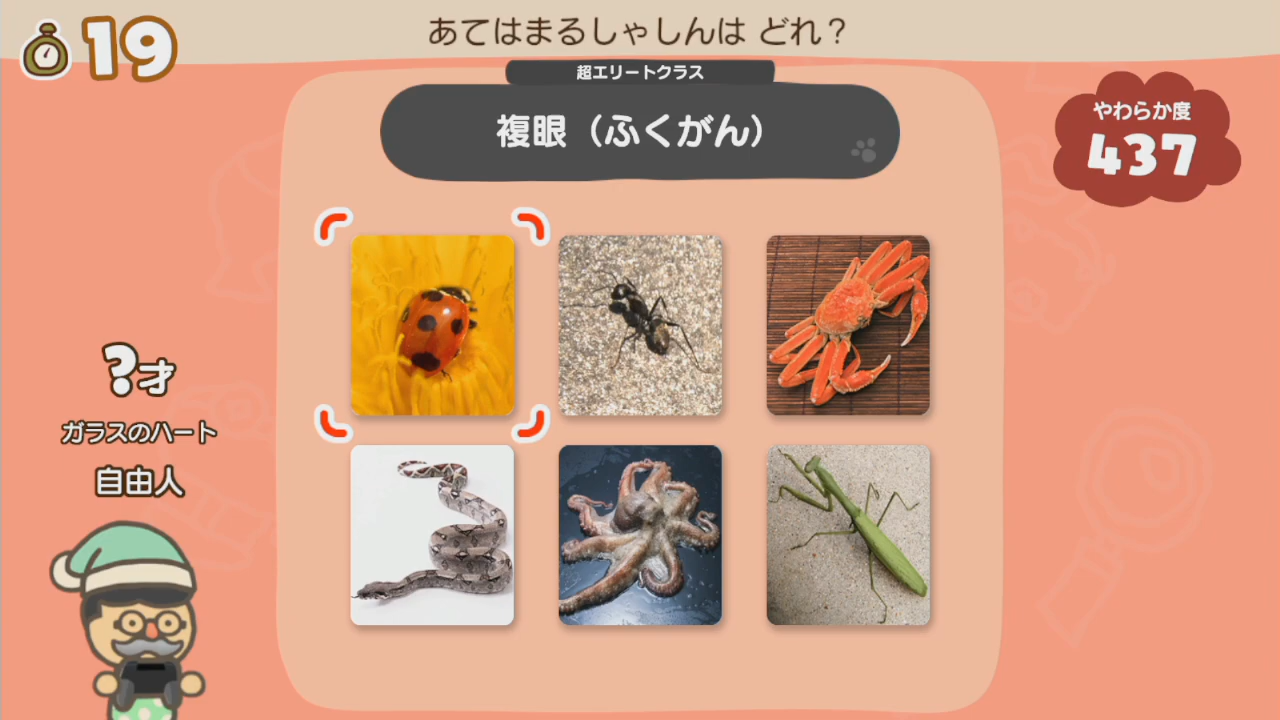 19
あてはまるしゃしんは どれ？
超エリートクラス
複眼（ふくがん）
やわらか度
437
?才
ガラスのハート
自由人